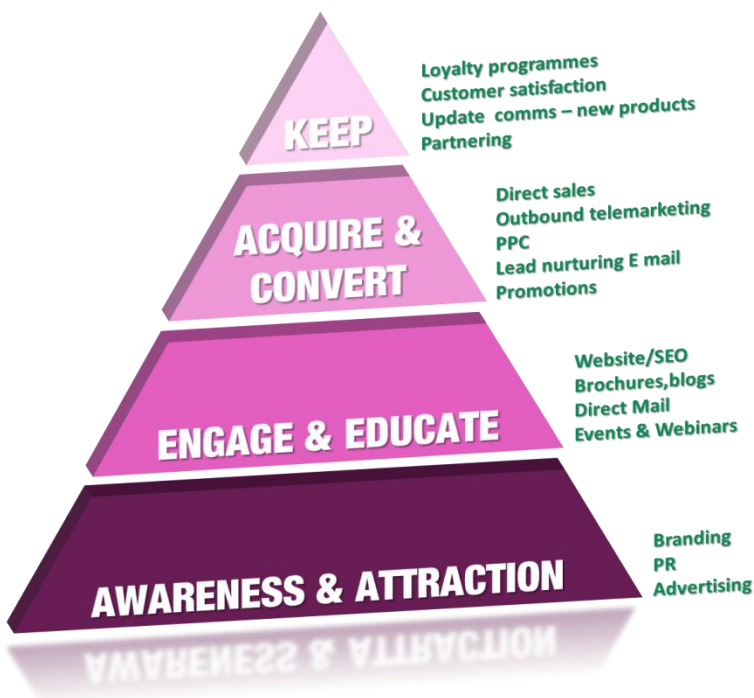 KEEP
Loyalty programmes
Customer satisfaction
Update comms – new products
Partnering
ACQUIRE &
CONVERT
Direct sales
Outbound telemarketing
PPC
Lead nurturing E mail
Promotions
ENGAGE & EDUCATE
Website/SEO
Brochures,blogs
Direct Mail
Events & Webinars
AWARENESS & ATTRACTION
Branding
PR
Advertising